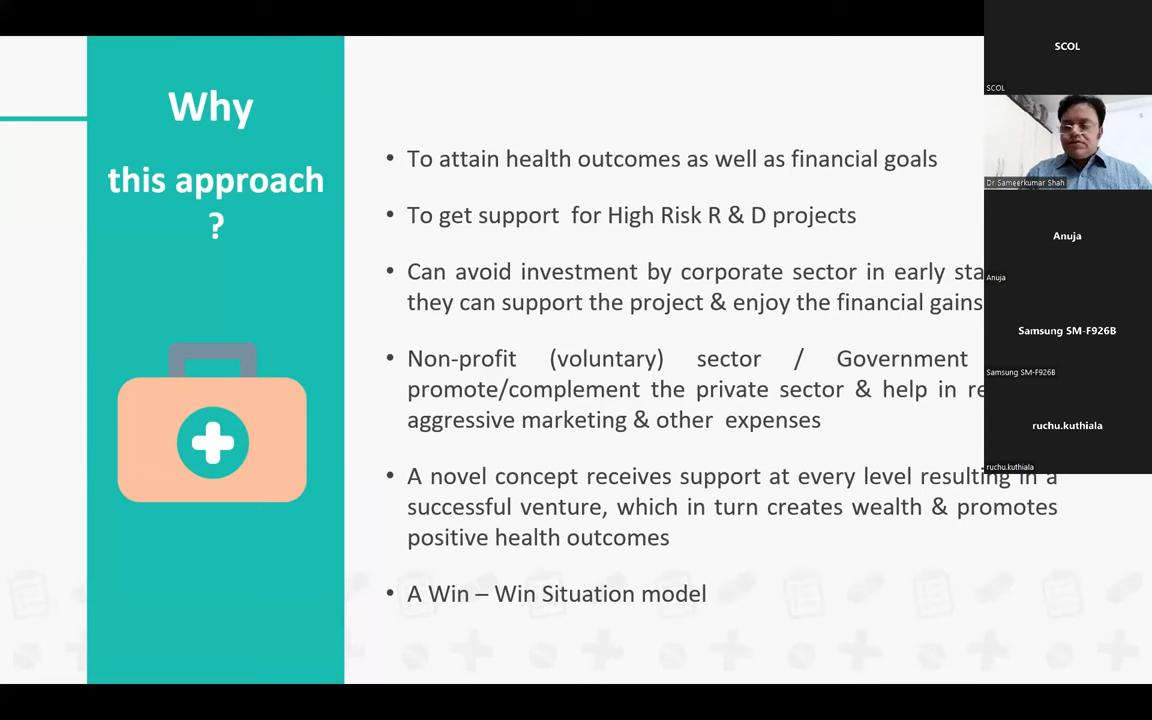 Why
this approach
?
• To attain health outcomes as well as financial goals
• To get support for High Risk R & D projects
• Can avoid investment by corporate sector in early
they can support the project & enjoy the financial gains
• Non-profit (voluntary) sector / Government
promote/complement the private sector & help in
aggressive marketing & other expenses
• A novel concept receives support at every level resulting in a
successful venture, which in turn creates wealth & promotes
positive health outcomes
• A Win – Win Situation model
SCOL
SCOL
Dr Sameerkumar Shah
Anuja
Anuja
Samsung SM-F926B
Samsung SM-F926B
ruchu.kuthiala
ruchu.kuthiala